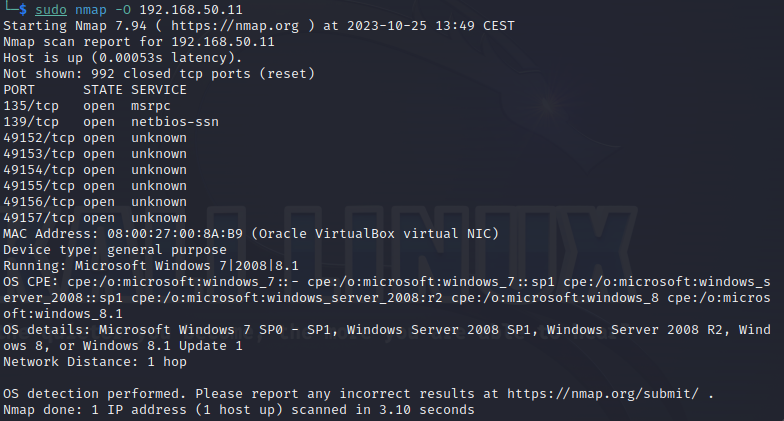 └─$ sudo nmap -O 192.168.50.11
Starting Nmap 7.94 ( https://nmap.org ) at 2023-10-25 13:49 CEST
Nmap scan report for 192.168.50.11
Host is up (0.00053s latency).
Not shown: 992 closed tcp ports (reset)
PORT      STATE SERVICE
135/tcp   open  msrpc
139/tcp   open  netbios-ssn
49152/tcp open  unknown
49153/tcp open  unknown
49154/tcp open  unknown
49155/tcp open  unknown
49156/tcp open  unknown
49157/tcp open  unknown
MAC Address: 08:00:27:00:8A:B9 (Oracle VirtualBox virtual NIC)
Device type: general purpose
Running: Microsoft Windows 7|2008|8.1
OS CPE: cpe:/o:microsoft:windows_7::- cpe:/o:microsoft:windows_7::sp1 cpe:/o:microsoft:windows_s
erver_2008::sp1 cpe:/o:microsoft:windows_server_2008:r2 cpe:/o:microsoft:windows_8 cpe:/o:micros
oft:windows_8.1
OS details: Microsoft Windows 7 SP0 - SP1, Windows Server 2008 SP1, Windows Server 2008 R2, Wind
ows 8, or Windows 8.1 Update 1
Network Distance: 1 hop

OS detection performed. Please report any incorrect results at https://nmap.org/submit/ .
Nmap done: 1 IP address (1 host up) scanned in 3.10 seconds